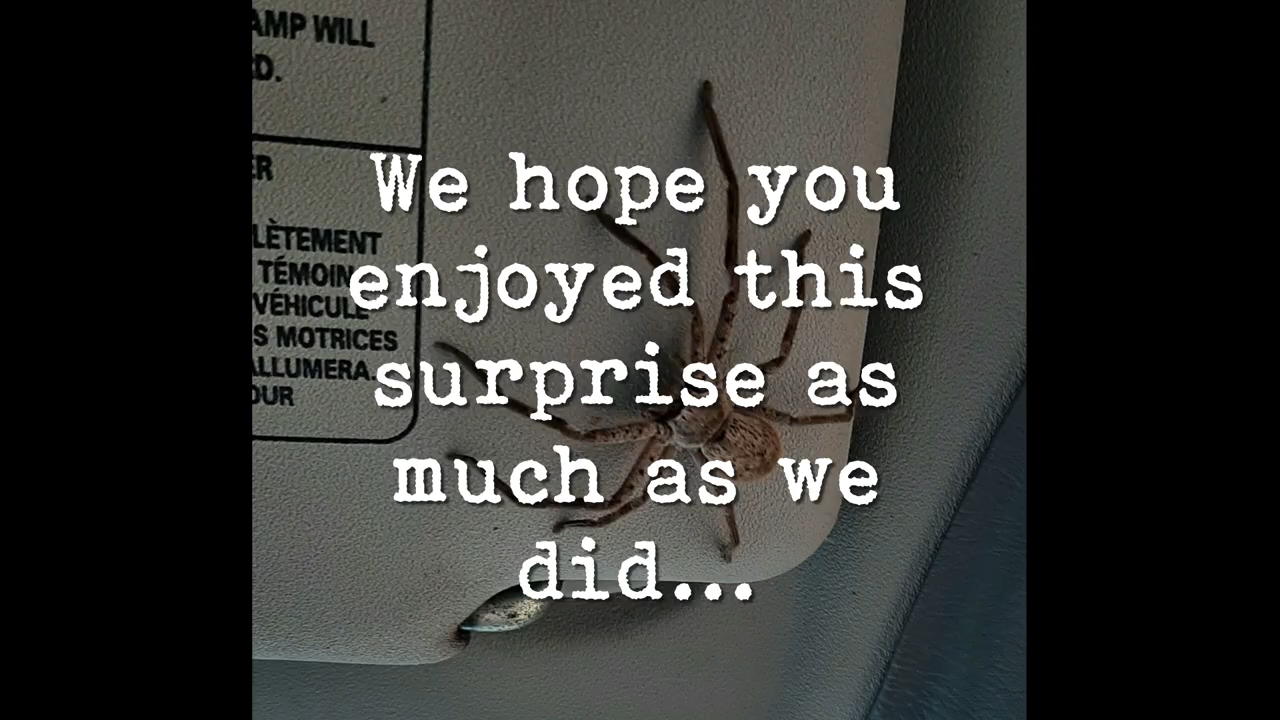 AMP WILL
D.
We hope you
ER
LÈTEMENT
TÉMOIN
enjoyed this
VÉHICULE
S MOTRICES
ALLUMERA.
surprise as
OUR
much as we
did...